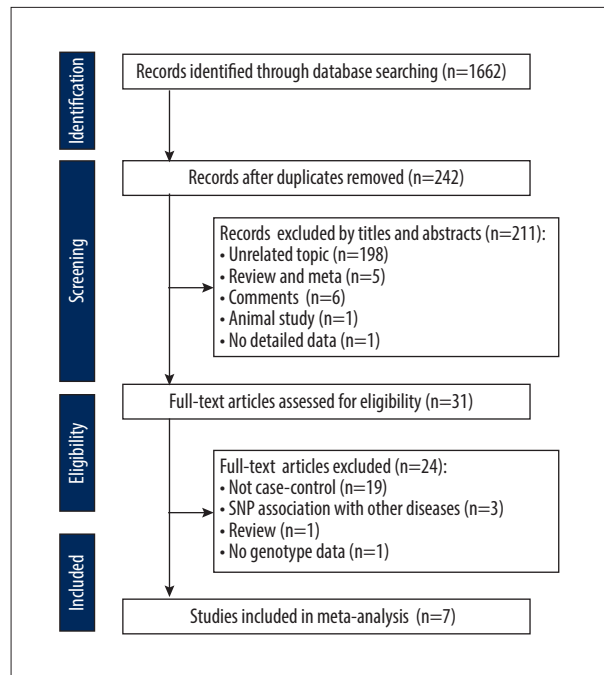 Identification
Records identified through database searching (n=1662)
Screening
Records after duplicates removed (n=242)
Records excluded by titles and abstracts (n=211):
• Unrelated topic (n=198)
• Review and meta (n=5)
• Comments (n=6)
• Animal study (n=1)
• No detailed data (n=1)
Eligibility
Full-text articles assessed for eligibility (n=31)
Full-text articles excluded (n=24):
• Not case-control (n=19)
• SNP association with other diseases (n=3)
• Review (n=1)
• No genotype data (n=1)
Included
Studies included in meta-analysis (n=7)